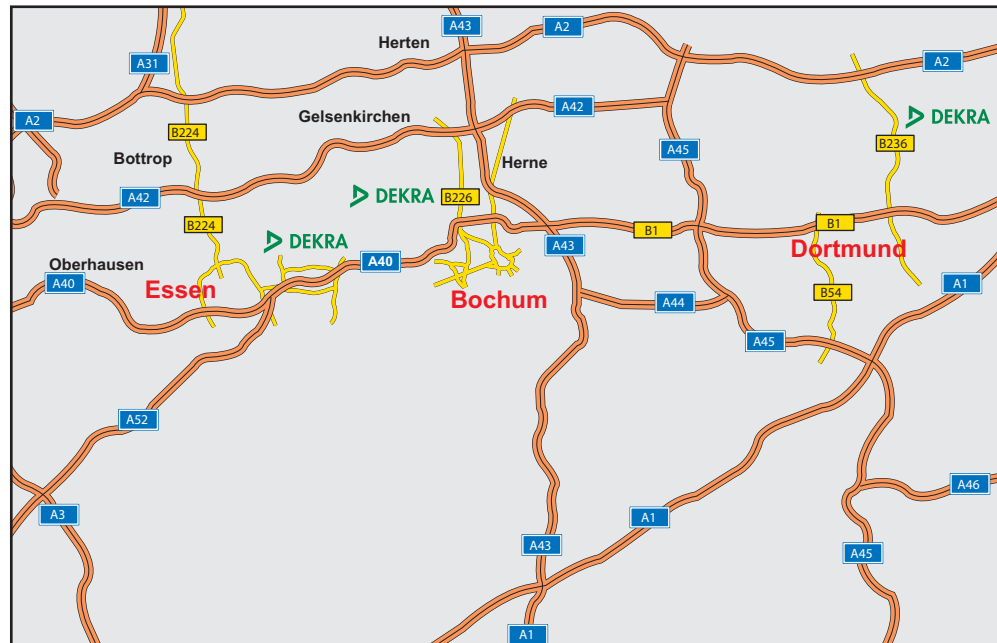 A43
A2
Herten
A31
A2
A2
B224
Gelsenkirchen
A42
DEKRA
B236
A45
Bottrop
Herne
A42
DEKRA
B226
B224
B1
B1
DEKRA
A43
Dortmund
A40
Oberhausen
A40
Essen
Bochum
A44
B54
A1
A45
A52
A46
A3
A1
A43
A45
A1